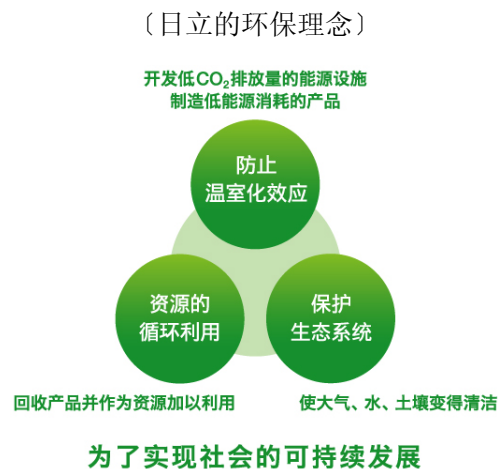 〔日立的环保理念〕
开发低CO₂排放量的能源设施
制造低能源消耗的产品
防止
温室化效应
资源的
循环利用
保护
生态系统
回收产品并作为资源加以利用
使大气、水、土壤变得清洁
为了实现社会的可持续发展